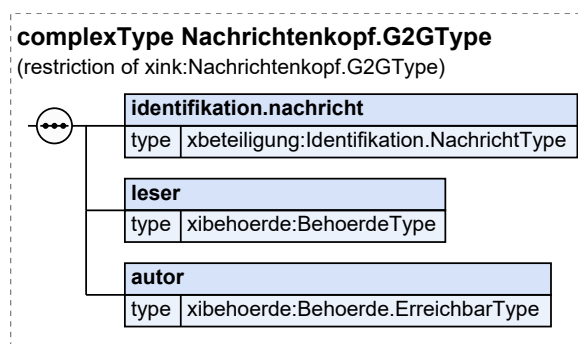 complexType Nachrichtenkopf.G2GType
(restriction of xink:Nachrichtenkopf.G2GType)
identifikation.nachricht
type xbeteiligung:Identifikation.NachrichtType
leser
type xibehoerde:BehoerdeType
autor
type xibehoerde:Behoerde.ErreichbarType